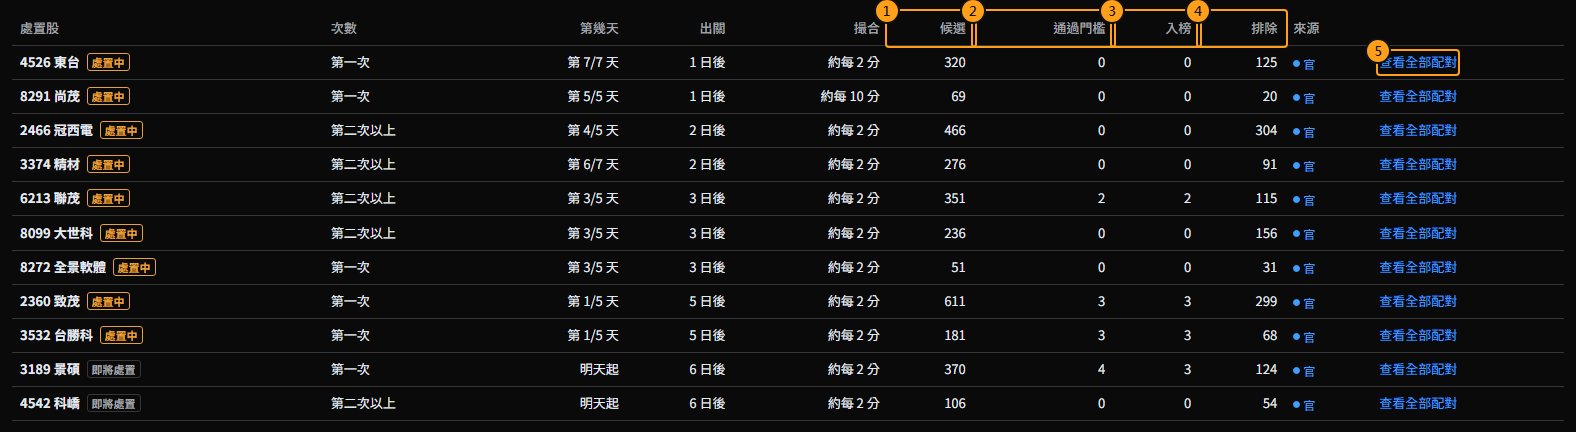 1 2 3 4
處置股 次數 第幾天 出關 撮合 候選 通過門檻 入榜 排除 來源
5
4526 東台 處置中 第一次 第 7/7 天 1 日後 約每 2 分 320 0 0 125 官 查看全部配對
8291 尚茂 處置中 第一次 第 5/5 天 1 日後 約每 10 分 69 0 0 20 官 查看全部配對
2466 冠西電 處置中 第二次以上 第 4/5 天 2 日後 約每 2 分 466 0 0 304 官 查看全部配對
3374 精材 處置中 第二次以上 第 6/7 天 2 日後 約每 2 分 276 0 0 91 官 查看全部配對
6213 聯茂 處置中 第二次以上 第 3/5 天 3 日後 約每 2 分 351 2 2 115 官 查看全部配對
8099 大世科 處置中 第二次以上 第 3/5 天 3 日後 約每 2 分 236 0 0 156 官 查看全部配對
8272 全景軟體 處置中 第一次 第 3/5 天 3 日後 約每 2 分 51 0 0 31 官 查看全部配對
2360 致茂 處置中 第一次 第 1/5 天 5 日後 約每 2 分 611 3 3 299 官 查看全部配對
3532 台勝科 處置中 第一次 第 1/5 天 5 日後 約每 2 分 181 3 3 68 官 查看全部配對
3189 景碩 即將處置 第一次 明天起 6 日後 約每 2 分 370 4 3 124 官 查看全部配對
4542 科嶠 即將處置 第二次以上 明天起 6 日後 約每 2 分 106 0 0 54 官 查看全部配對